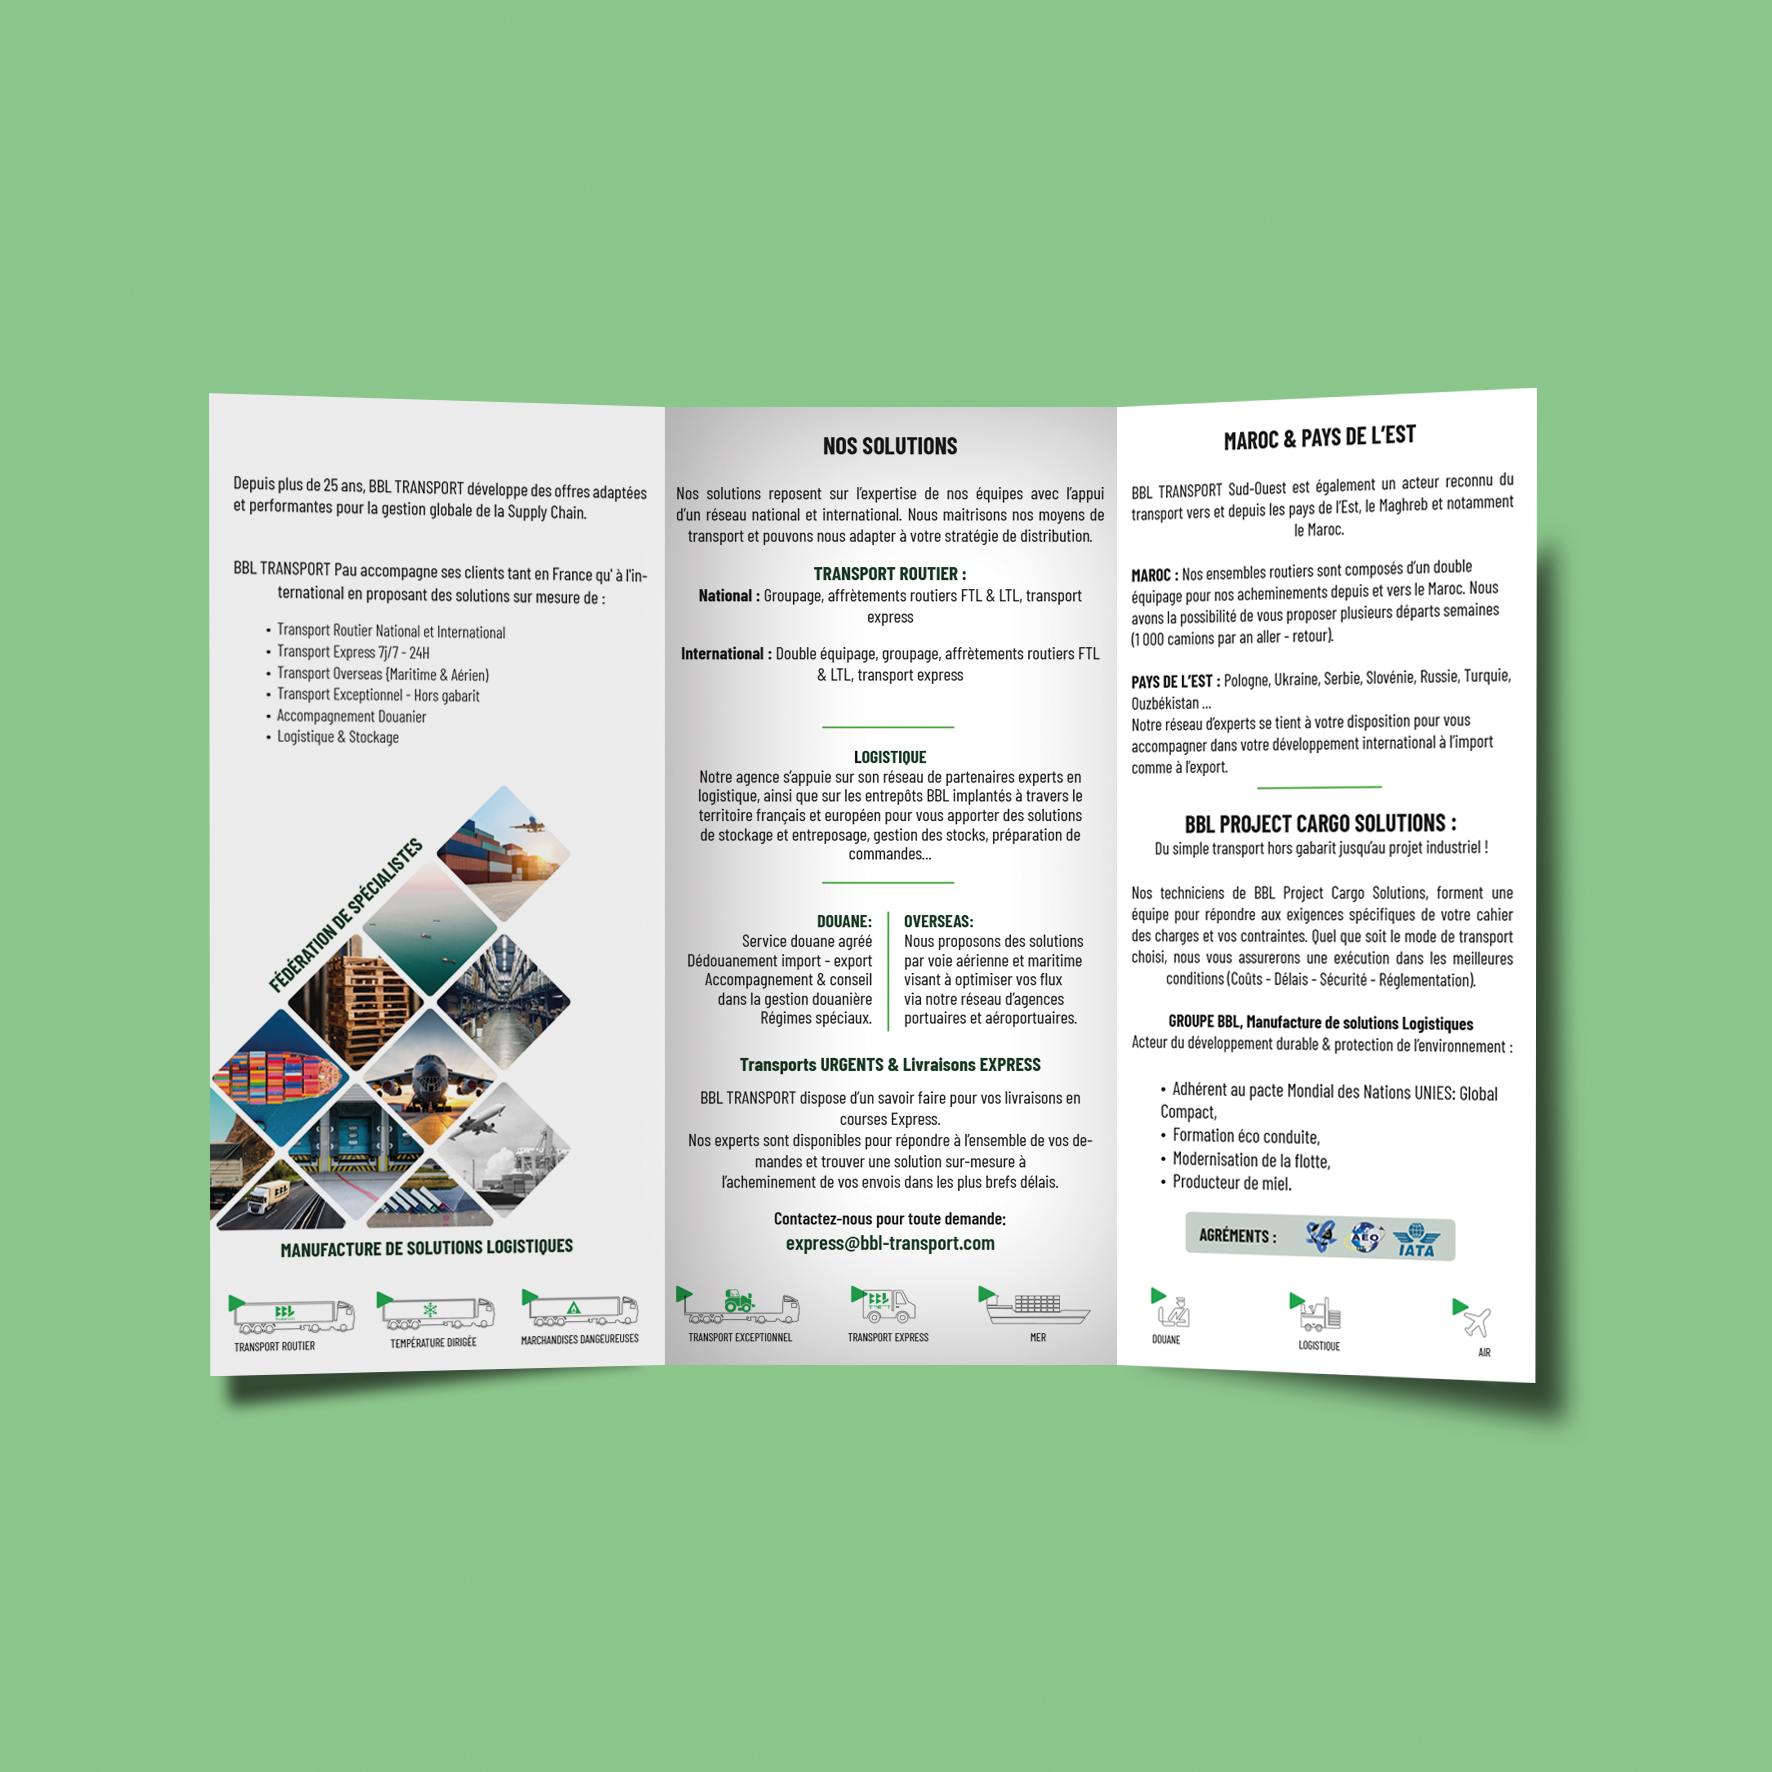 Depuis plus de 25 ans, BBL TRANSPORT développe des offres adaptées
et performantes pour la gestion globale de la Supply Chain.
BBL TRANSPORT Pau accompagne ses clients tant en France qu' à l'in-
ternational en proposant des solutions sur mesure de :
• Transport Routier National et International
• Transport Express 7j/7 - 24H
• Transport Overseas (Maritime & Aérien)
• Transport Exceptionnel - Hors gabarit
• Accompagnement Douanier
• Logistique & Stockage
FÉDÉRATION DE SPÉCIALISTES
MANUFACTURE DE SOLUTIONS LOGISTIQUES
BBL
TRANSPORT ROUTIER
TEMPÉRATURE DIRIGÉE
MARCHANDISES DANGEUREUSES
NOS SOLUTIONS
Nos solutions reposent sur l'expertise de nos équipes avec l'appui
d'un réseau national et international. Nous maitrisons nos moyens de
transport et pouvons nous adapter à votre stratégie de distribution.
TRANSPORT ROUTIER :
National : Groupage, affrètements routiers FTL & LTL, transport
express
International : Double équipage, groupage, affrètements routiers FTL
& LTL, transport express
LOGISTIQUE
Notre agence s'appuie sur son réseau de partenaires experts en
logistique, ainsi que sur les entrepôts BBL implantés à travers le
territoire français et européen pour vous apporter des solutions
de stockage et entreposage, gestion des stocks, préparation de
commandes...
DOUANE:
Service douane agréé
Dédouanement import - export
Accompagnement & conseil
dans la gestion douanière
Régimes spéciaux.
OVERSEAS:
Nous proposons des solutions
par voie aérienne et maritime
visant à optimiser vos flux
via notre réseau d'agences
portuaires et aéroportuaires.
Transports URGENTS & Livraisons EXPRESS
BBL TRANSPORT dispose d'un savoir faire pour vos livraisons en
courses Express.
Nos experts sont disponibles pour répondre à l'ensemble de vos de-
mandes et trouver une solution sur-mesure à
l'acheminement de vos envois dans les plus brefs délais.
Contactez-nous pour toute demande:
express@bbl-transport.com
TRANSPORT EXCEPTIONNEL
BBL
TRANSPORT EXPRESS
MER
MAROC & PAYS DE L'EST
BBL TRANSPORT Sud-Ouest est également un acteur reconnu du
transport vers et depuis les pays de l'Est, le Maghreb et notamment
le Maroc.
MAROC : Nos ensembles routiers sont composés d'un double
équipage pour nos acheminements depuis et vers le Maroc. Nous
avons la possibilité de vous proposer plusieurs départs semaines
(1 000 camions par an aller - retour).
PAYS DE L'EST : Pologne, Ukraine, Serbie, Slovénie, Russie, Turquie,
Ouzbékistan ...
Notre réseau d'experts se tient à votre disposition pour vous
accompagner dans votre développement international à l'import
comme à l'export.
BBL PROJECT CARGO SOLUTIONS :
Du simple transport hors gabarit jusqu'au projet industriel !
Nos techniciens de BBL Project Cargo Solutions, forment une
équipe pour répondre aux exigences spécifiques de votre cahier
des charges et vos contraintes. Quel que soit le mode de transport
choisi, nous vous assurerons une exécution dans les meilleures
conditions (Coûts - Délais - Sécurité - Réglementation).
GROUPE BBL, Manufacture de solutions Logistiques
Acteur du développement durable & protection de l'environnement :
• Adhérent au pacte Mondial des Nations UNIES: Global
Compact,
• Formation éco conduite,
• Modernisation de la flotte,
• Producteur de miel.
AGRÉMENTS :
AEO
IATA
DOUANE
LOGISTIQUE
AIR